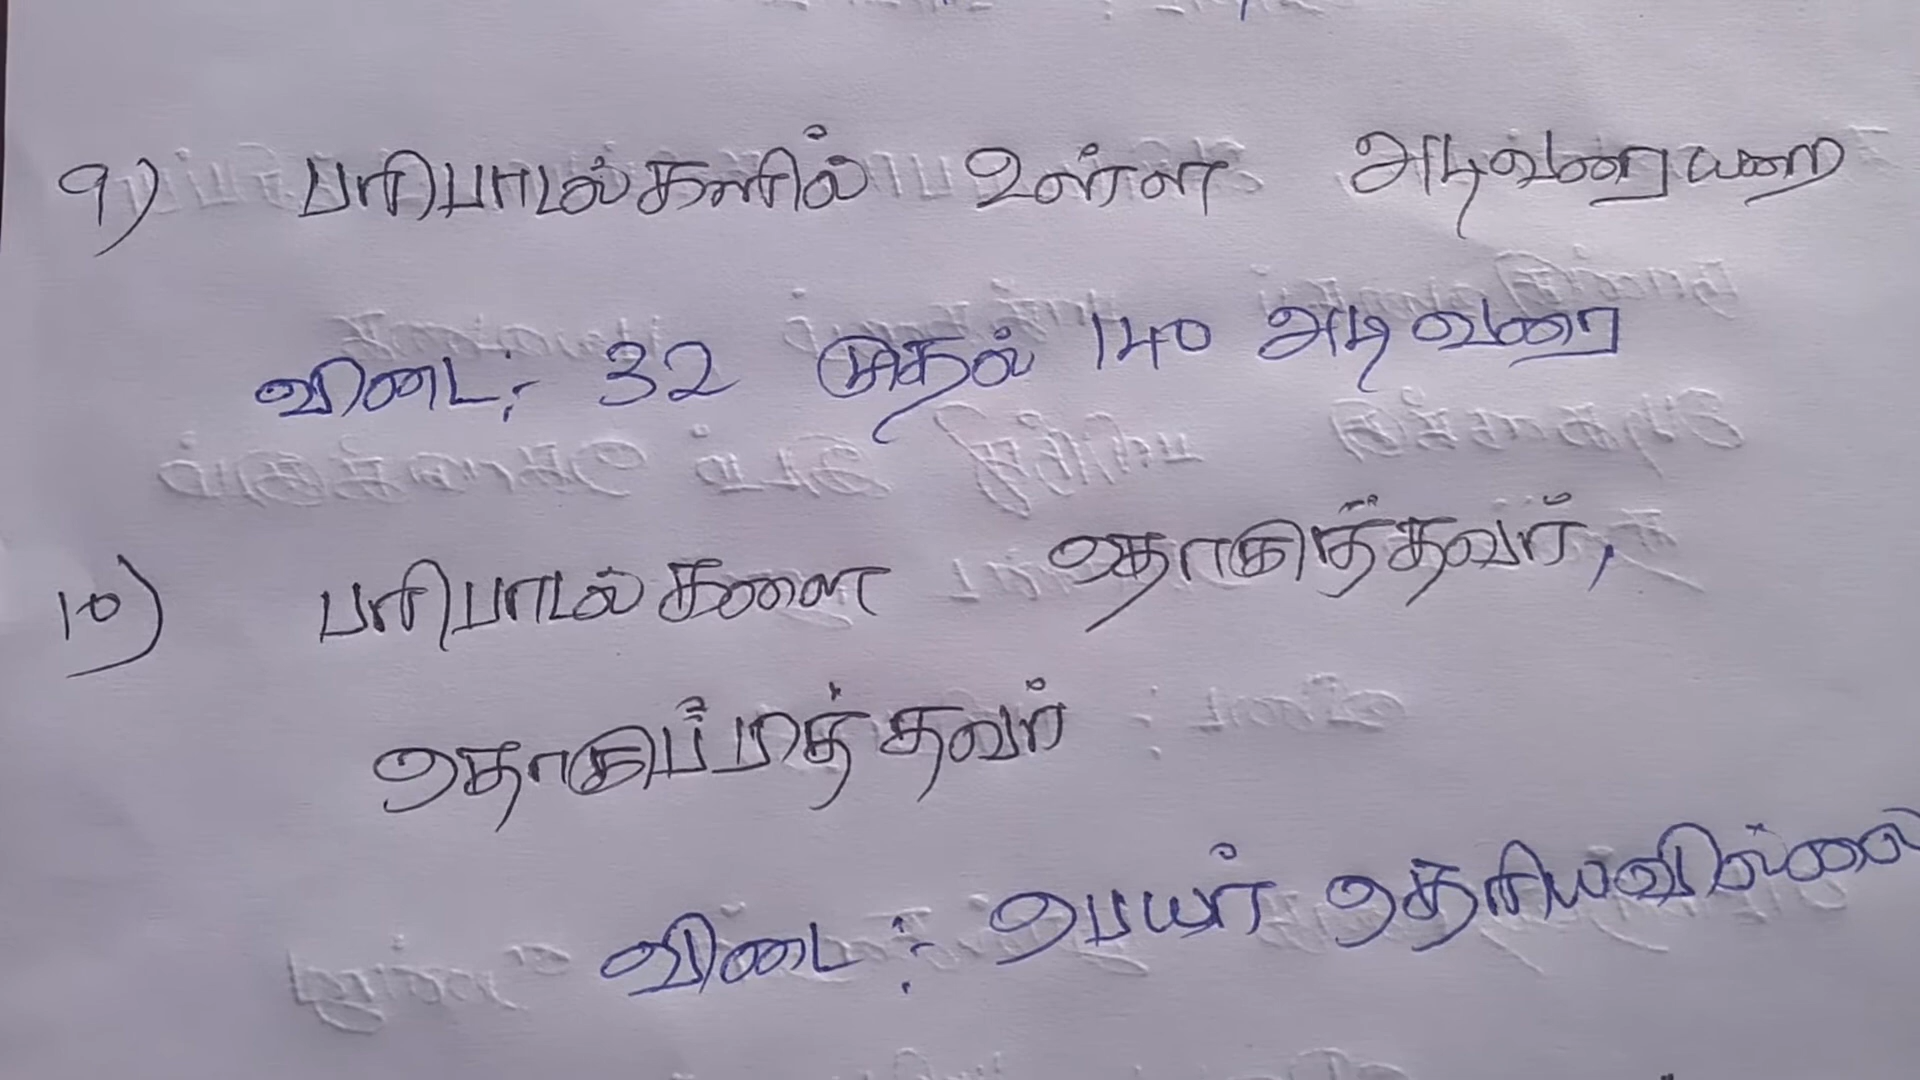 9) பரிபாடல்களில் உள்ள அடிவரையறை
விடை:- 32 முதல் 140 அடி வரை
10) பரிபாடல்களை தொகுத்தவர்,
தொகுப்பித்தவர்
விடை:- பெயர் தெரியவில்லை